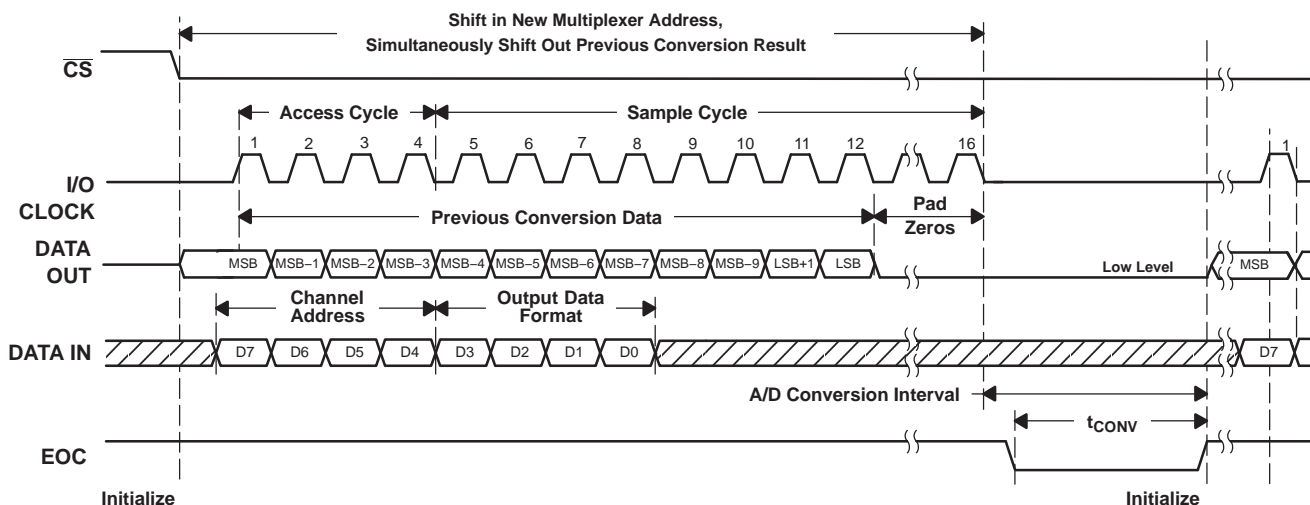 Shift in New Multiplexer Address,
Simultaneously Shift Out Previous Conversion Result
CS
Access Cycle
Sample Cycle
1 2 3 4 5 6 7 8 9 10 11 12 16 1
I/O
CLOCK
Previous Conversion Data
Pad
Zeros
DATA
OUT
MSB MSB–1 MSB–2 MSB–3 MSB–4 MSB–5 MSB–6 MSB–7 MSB–8 MSB–9 LSB+1 LSB Low Level MSB
Channel
Address
Output Data
Format
DATA IN
D7 D6 D5 D4 D3 D2 D1 D0 D7
A/D Conversion Interval
tCONV
EOC
Initialize Initialize